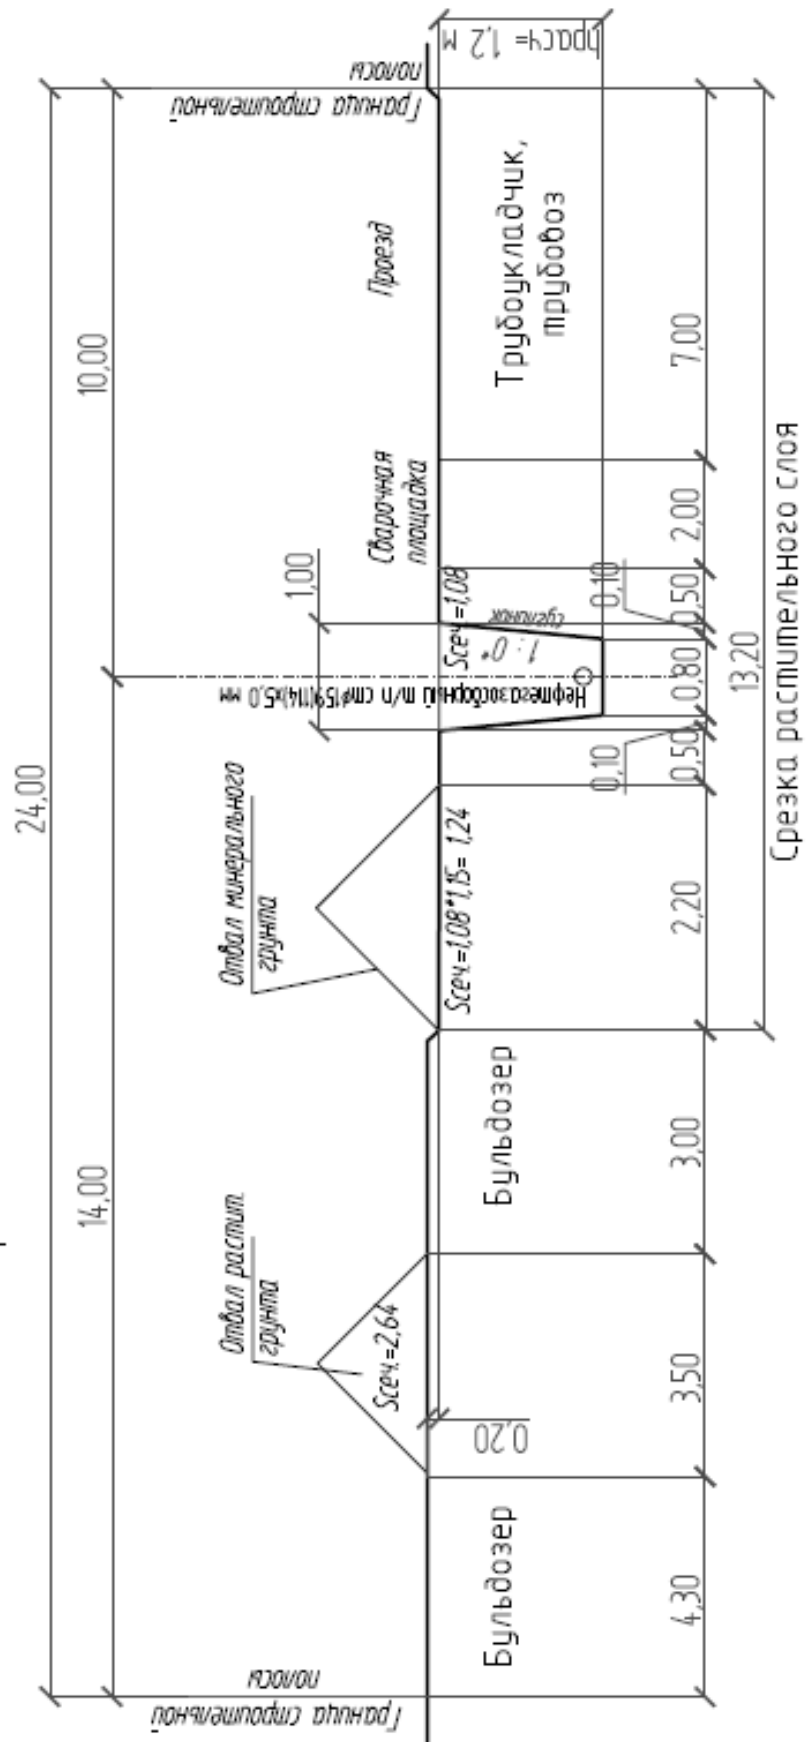 24,00
14,00
10,00
Граница строительной
полосы
Отвал растит.
грунта
Sсеч.=2,64
Отвал минерального
грунта
1,00
Сварочная
площадка
Проезд
Граница строительной
полосы
hрасч= 1,2 м
Нефтегазосборный т/п стф159(114)х5,0 мм
Sсеч.=1,08
1 : 0*
суглинок
Sсеч.=1,08*1,15= 1,24
0,20
Бульдозер
Бульдозер
Трубоукладчик,
трубовоз
0,10
0,10
4,30
3,50
3,00
2,20
0,50
0,80
0,50
2,00
7,00
13,20
Срезка растительного слоя